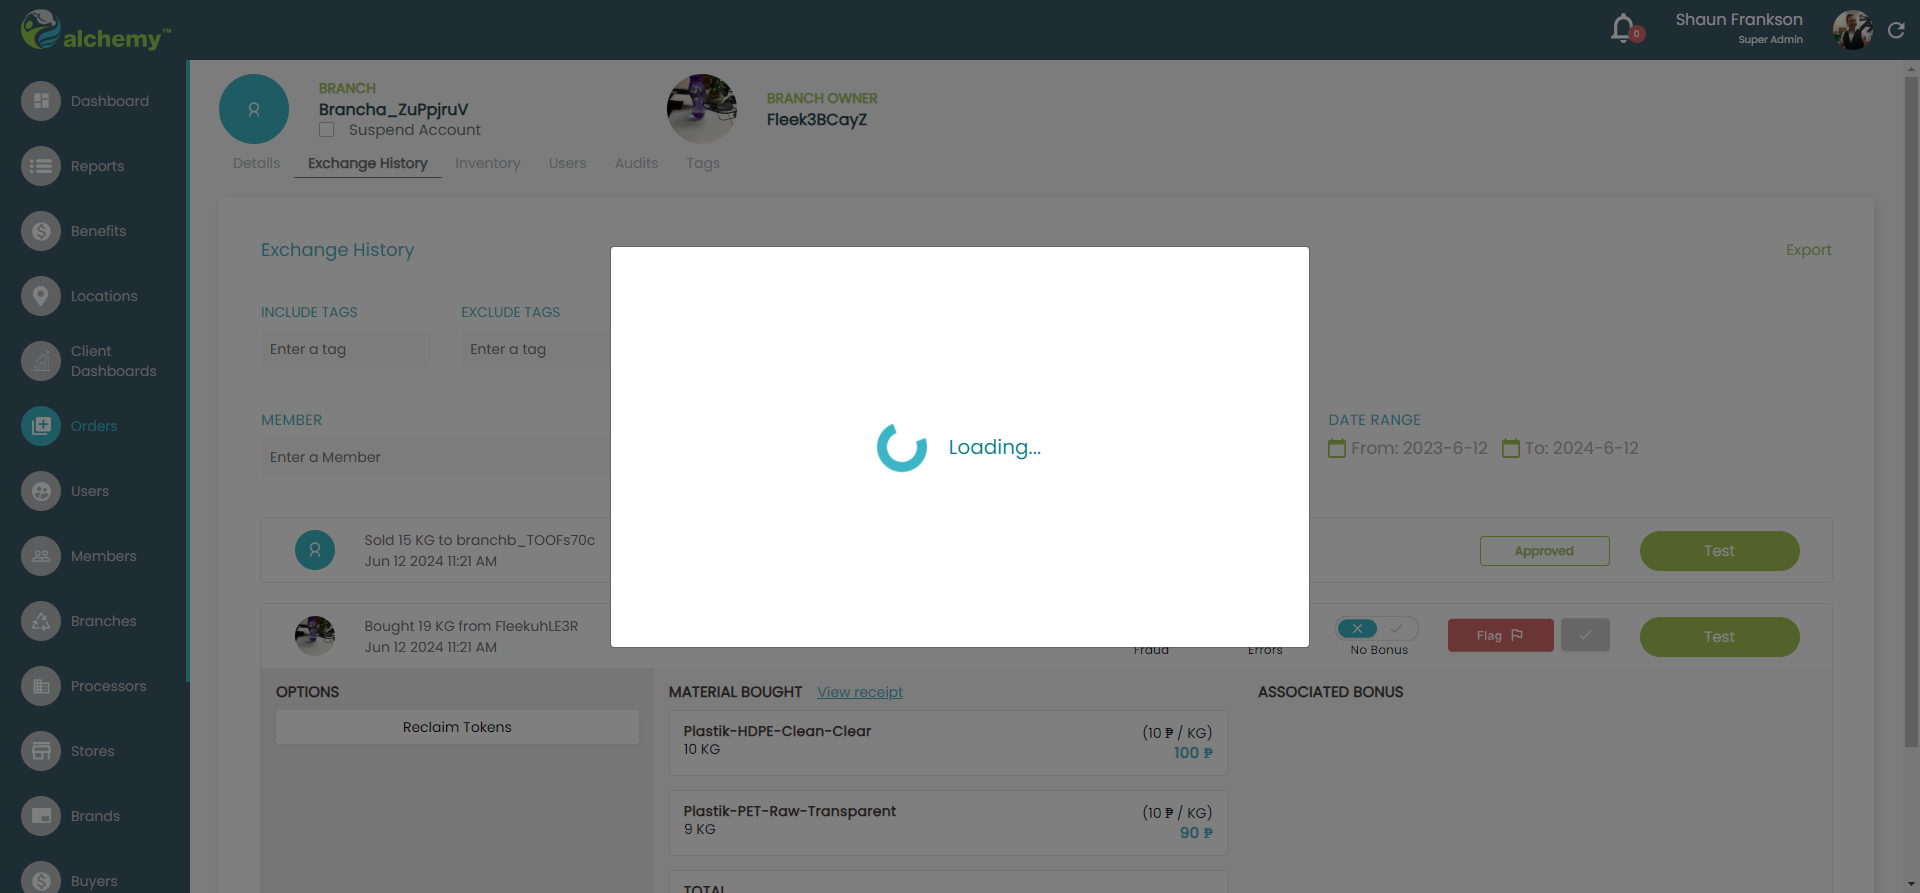 alchemy™
0
Shaun Frankson
Super Admin
Dashboard
Reports
Benefits
Locations
Client
Dashboards
Orders
Users
Members
Branches
Processors
Stores
Brands
Buyers
BRANCH
Brancha_ZuPpjruV
Suspend Account
BRANCH OWNER
Fleek3BCayZ
Details
Exchange History
Inventory
Users
Audits
Tags
Exchange History
Export
INCLUDE TAGS
EXCLUDE TAGS
Enter a tag
Enter a tag
MEMBER
Enter a Member
DATE RANGE
From: 2023-6-12
To: 2024-6-12
Loading...
Sold 15 KG to branchb_TOOFs70c
Jun 12 2024 11:21 AM
Approved
Test
Bought 19 KG from FleekuhLE3R
Jun 12 2024 11:21 AM
Fraud
Errors
No Bonus
Flag
Test
OPTIONS
Reclaim Tokens
MATERIAL BOUGHT
View receipt
Plastik-HDPE-Clean-Clear
10 KG
(10 ₱ / KG)
100 ₱
Plastik-PET-Raw-Transparent
9 KG
(10 ₱ / KG)
90 ₱
TOTAL
ASSOCIATED BONUS